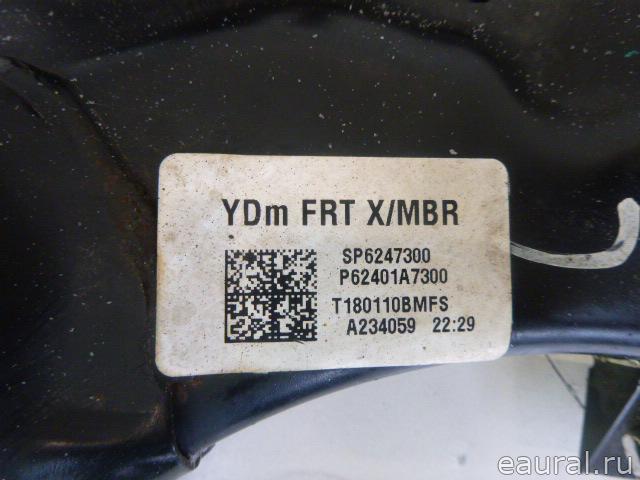 YDm FRT X/MBR
SP6247300
P62401A7300
T180110BMFS
A234059 22:29
eaural.ru